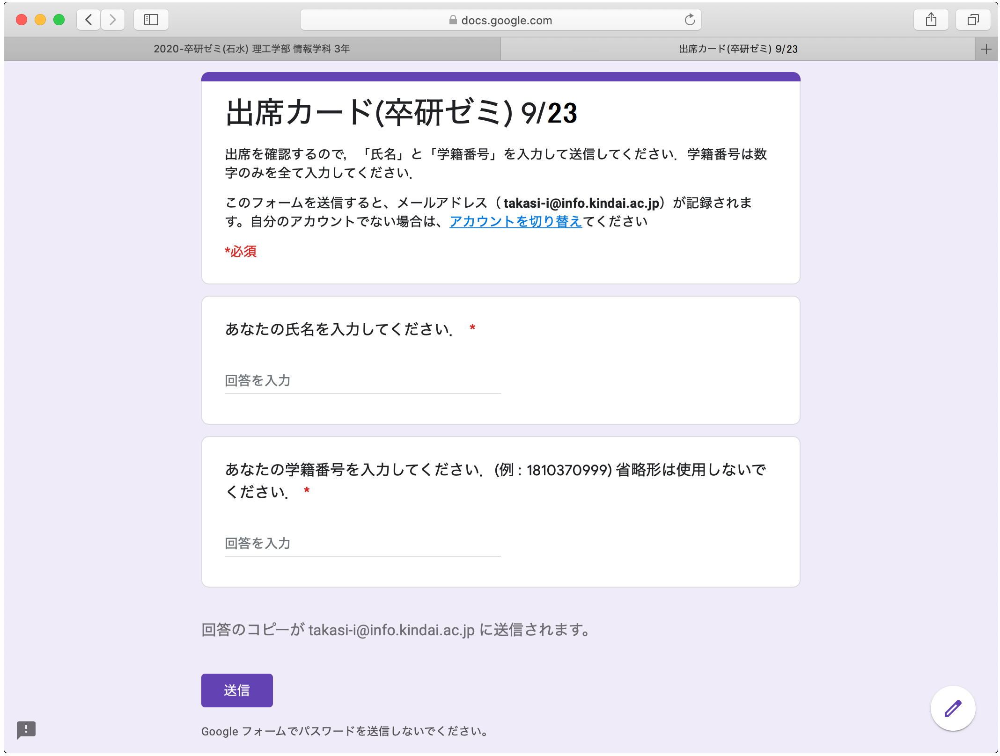 docs.google.com
2020-卒研ゼミ(石水) 理工学部 情報学科 3年
出席カード(卒研ゼミ) 9/23
出席カード(卒研ゼミ) 9/23
出席を確認するので,「氏名」と「学籍番号」を入力して送信してください．学籍番号は数
字のみを全て入力してください．
このフォームを送信すると、メールアドレス（takasi-i@info.kindai.ac.jp）が記録されま
す。自分のアカウントでない場合は、アカウントを切り替えてください
*必須
あなたの氏名を入力してください． *
回答を入力
あなたの学籍番号を入力してください．(例 : 1810370999) 省略形は使用しないで
ください． *
回答を入力
回答のコピーが takasi-i@info.kindai.ac.jp に送信されます。
送信
Google フォームでパスワードを送信しないでください。